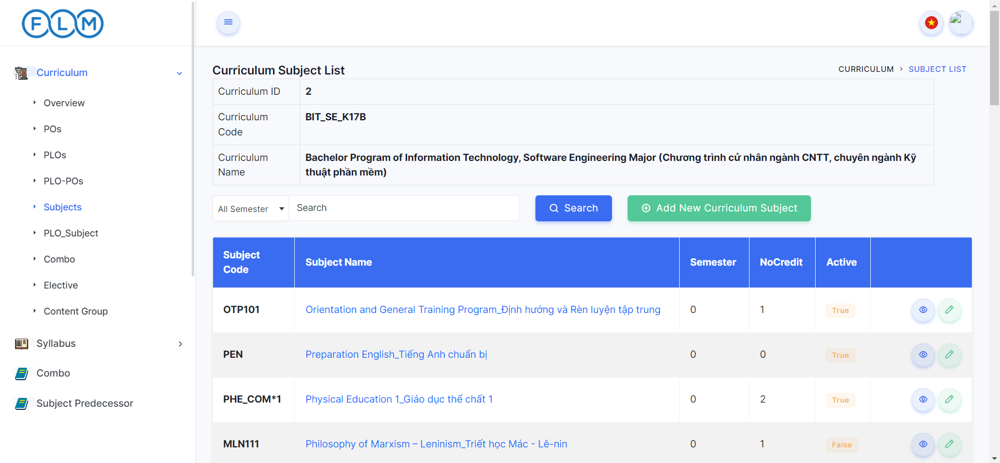 FLM
Curriculum
Overview
POs
PLOs
PLO-POs
Subjects
PLO_Subject
Combo
Elective
Content Group
Syllabus
Combo
Subject Predecessor
Curriculum Subject List
CURRICULUM > SUBJECT LIST
Curriculum ID 2
Curriculum Code BIT_SE_K17B
Curriculum Name Bachelor Program of Information Technology, Software Engineering Major (Chương trình cử nhân ngành CNTT, chuyên ngành Kỹ
thuật phần mềm)
All Semester Search Search Add New Curriculum Subject
Subject Code Subject Name Semester NoCredit Active
OTP101 Orientation and General Training Program_Định hướng và Rèn luyện tập trung 0 1 True
PEN Preparation English_Tiếng Anh chuẩn bị 0 0 True
PHE_COM*1 Physical Education 1_Giáo dục thể chất 1 0 2 True
MLN111 Philosophy of Marxism – Leninism_Triết học Mác - Lê-nin 0 1 False